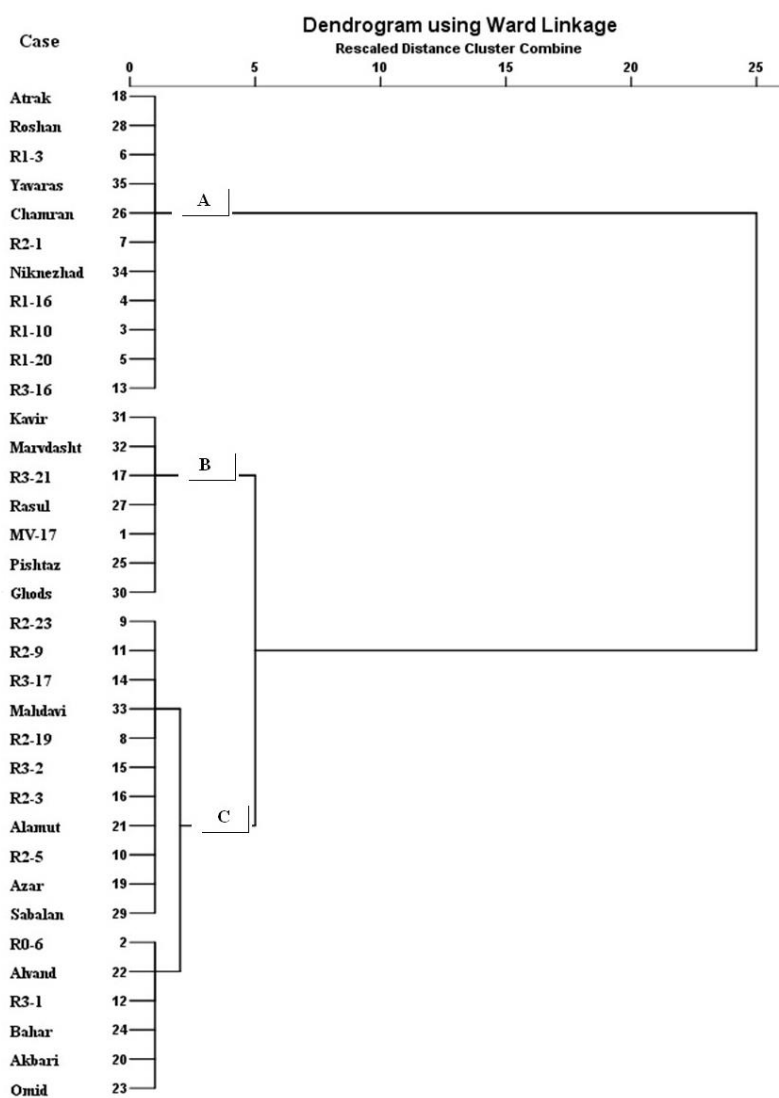 Dendrogram using Ward Linkage
Case
Rescaled Distance Cluster Combine
0 5 10 15 20 25
Atrak 18
Roshan 28
R1-3 6
Yavaras 35
A
Chamran 26
R2-1 7
Niknezhad 34
R1-16 4
R1-10 3
R1-20 5
R3-16 13
Kavir 31
Marvdasht 32
B
R3-21 17
Rasul 27
MV-17 1
Pishtaz 25
Ghods 30
R2-23 9
R2-9 11
R3-17 14
Mahdavi 33
R2-19 8
R3-2 15
R2-3 16
C
Alamut 21
R2-5 10
Azar 19
Sabalan 29
R0-6 2
Alvand 22
R3-1 12
Bahar 24
Akbari 20
Omid 23